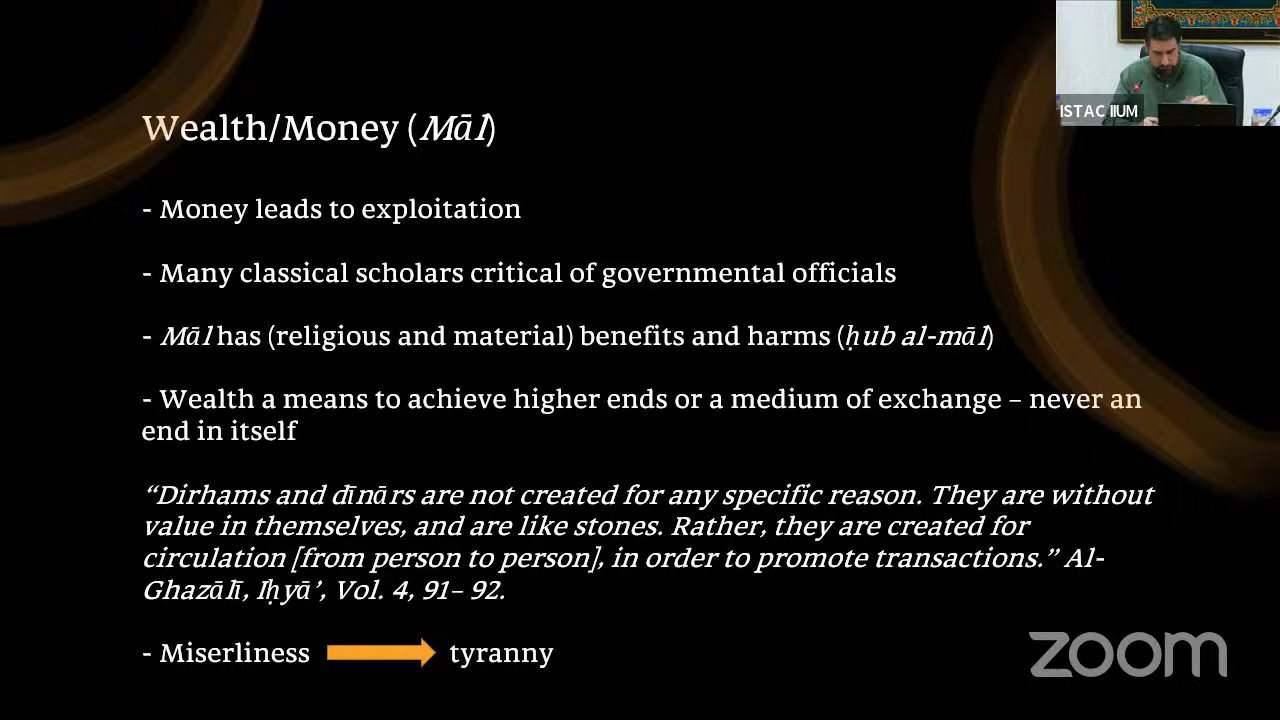 Wealth/Money (Māl)
- Money leads to exploitation
- Many classical scholars critical of governmental officials
- Māl has (religious and material) benefits and harms (ḥub al-māl)
- Wealth a means to achieve higher ends or a medium of exchange – never an
end in itself
“Dirhams and dīnārs are not created for any specific reason. They are without
value in themselves, and are like stones. Rather, they are created for
circulation [from person to person], in order to promote transactions.” Al-
Ghazālī, Iḥyā’, Vol. 4, 91– 92.
- Miserliness
tyranny
ISTAC IIUM
zoom